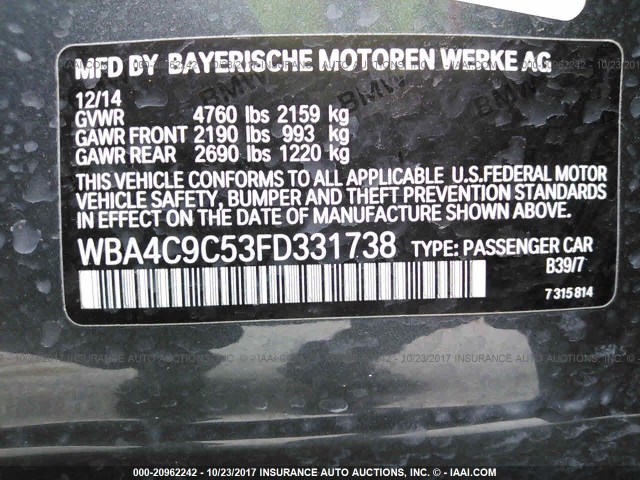 MFD BY BAYERISCHE MOTOREN WERKE AG
12/14
GVWR 4760 lbs 2159 kg
GAWR FRONT 2190 lbs 993 kg
GAWR REAR 2690 lbs 1220 kg
THIS VEHICLE CONFORMS TO ALL APPLICABLE U.S.FEDERAL MOTOR
VEHICLE SAFETY, BUMPER AND THEFT PREVENTION STANDARDS
IN EFFECT ON THE DATE OF MANUFACTURE SHOWN ABOVE.
WBA4C9C53FD331738 TYPE: PASSENGER CAR
B39/7
7 315 814
000-20962242 - 10/23/2017 INSURANCE AUTO AUCTIONS, INC. - © IAAI.COM